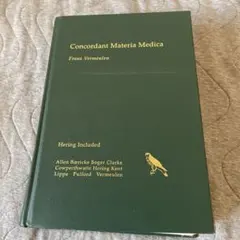 Concordant Materia Medica
Frans Vermeulen
Hering Included
Allen Boericke Boger Clarke
Cowperthwaite Hering Kent
Lippe Pulford Vermeulen